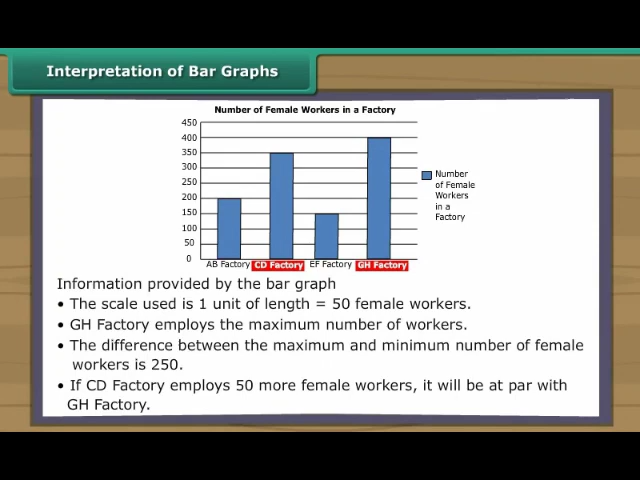 Interpretation of Bar Graphs
Number of Female Workers in a Factory
450
400
350
300
250
200
150
100
50
0
AB Factory CD Factory EF Factory GH Factory
Number
of Female
Workers
in a
Factory
Information provided by the bar graph
• The scale used is 1 unit of length = 50 female workers.
• GH Factory employs the maximum number of workers.
• The difference between the maximum and minimum number of female
workers is 250.
• If CD Factory employs 50 more female workers, it will be at par with
GH Factory.